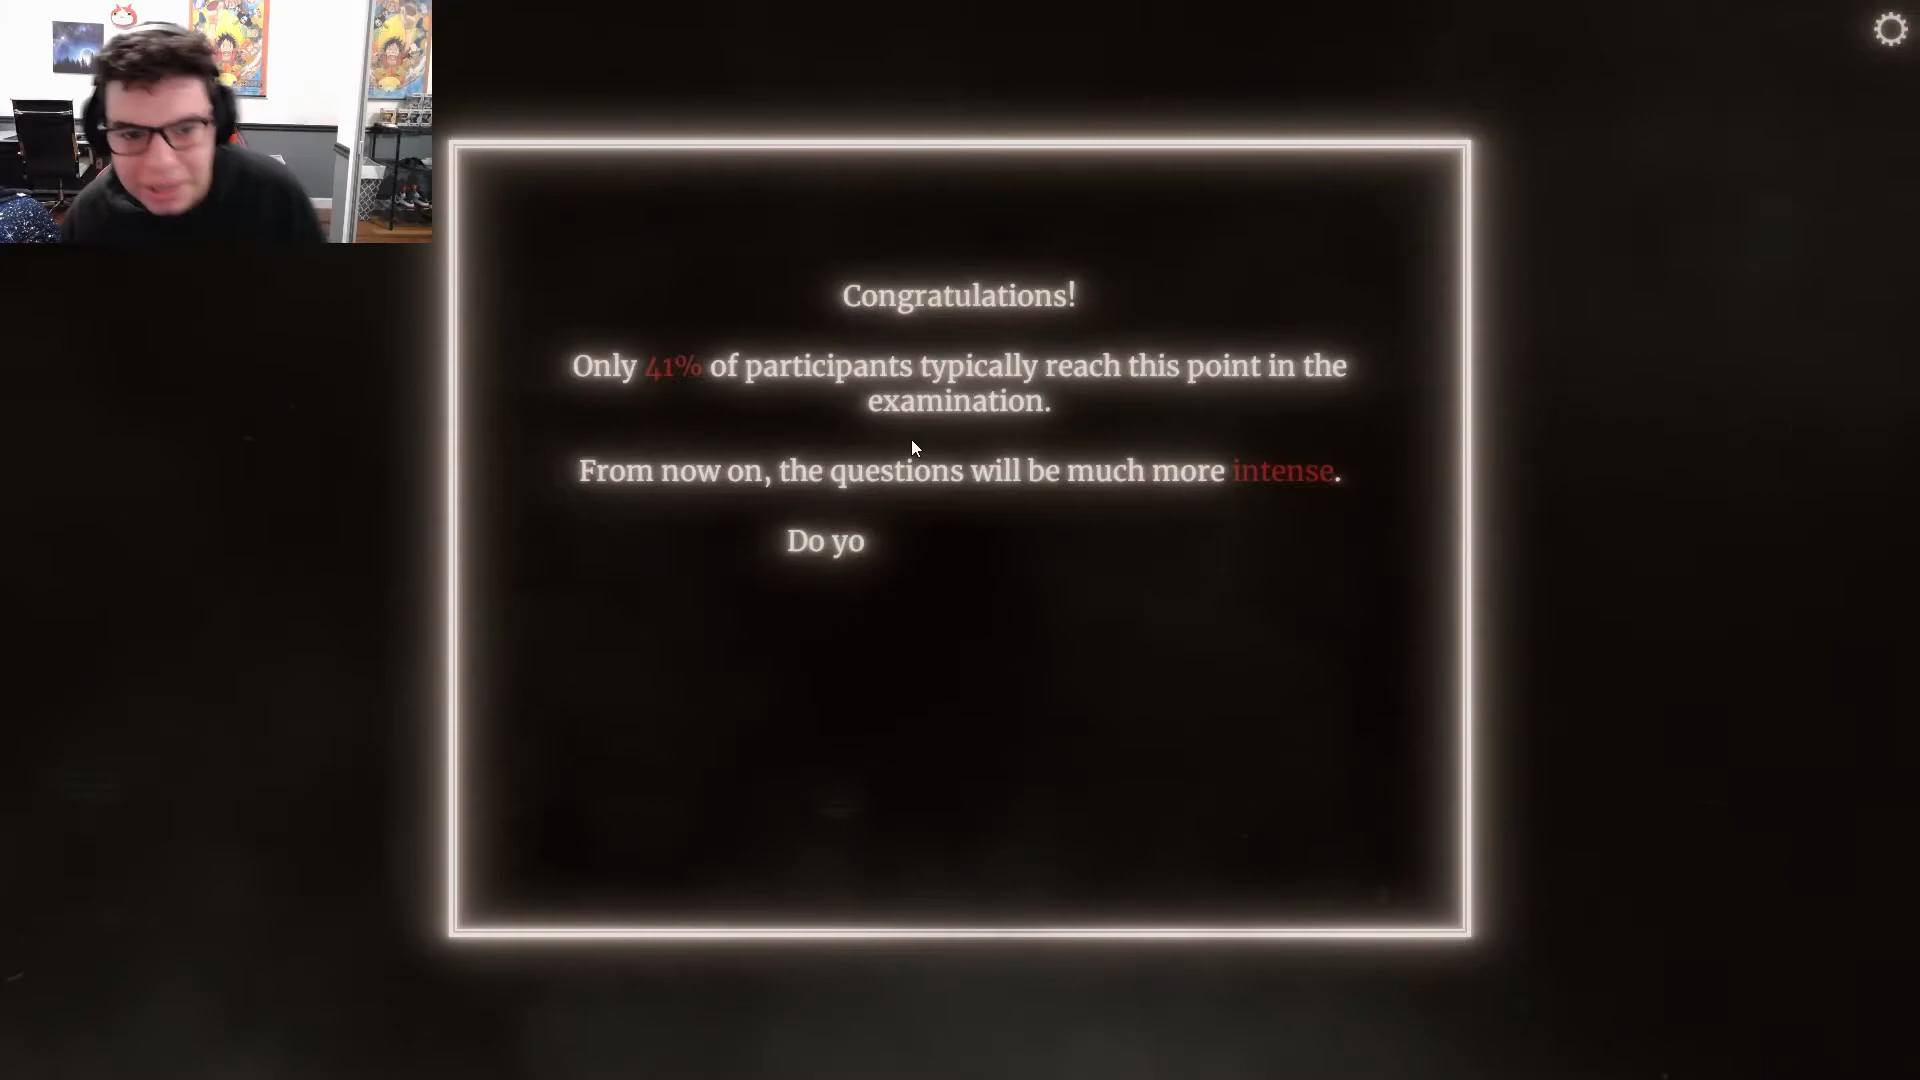 Congratulations!
Only 41% of participants typically reach this point in the
examination.
From now on, the questions will be much more intense.
Do yo